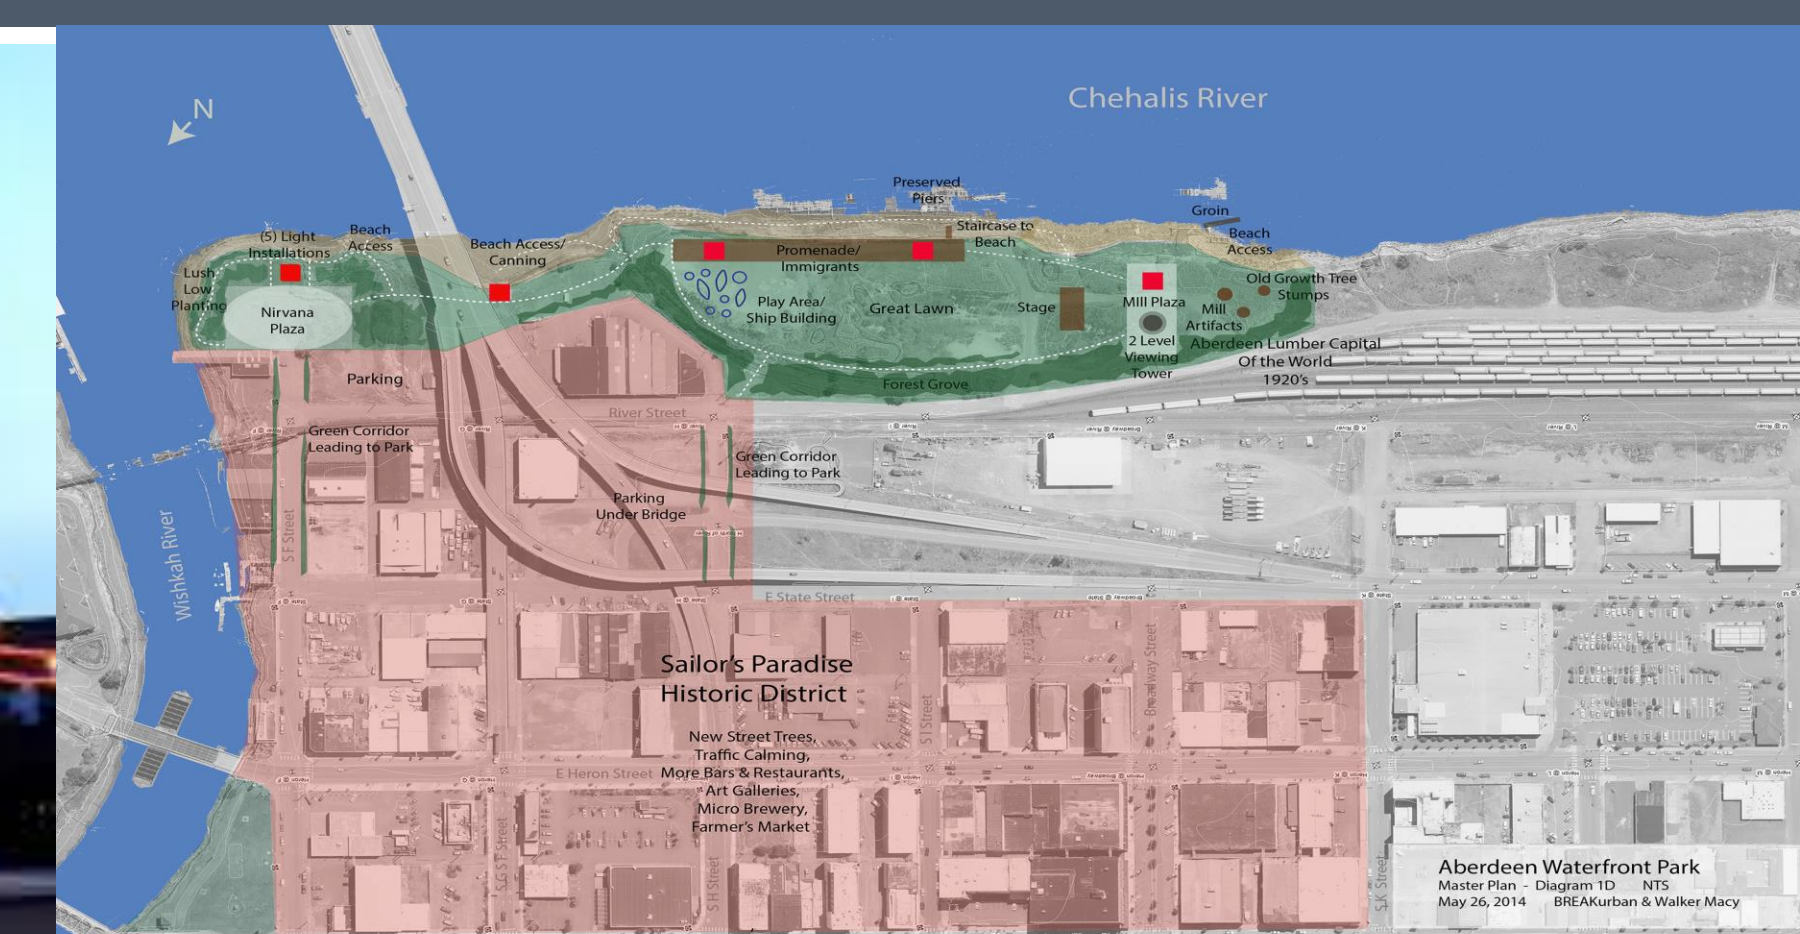 Chehalis River
N
Preserved
Piers
Groin
(5) Light
Installations
Beach
Access
Beach Access/
Canning
Staircase to
Beach
Beach
Access
Promenade/
Immigrants
Lush
Low
Planting
Nirvana
Plaza
Play Area/
Ship Building
Great Lawn
Stage
MIll Plaza
Old Growth Tree
Stumps
Mill
Artifacts
2 Level
Viewing
Tower
Aberdeen Lumber Capital
Of the World
1920's
Forest Grove
Parking
River Street
Green Corridor
Leading to Park
Green Corridor
Leading to Park
Parking
Under Bridge
Wishkah River
S F Street
E State Street
Sailor's Paradise
Historic District
New Street Trees,
Traffic Calming,
More Bars & Restaurants,
Art Galleries,
Micro Brewery,
Farmer's Market
E Heron Street
S I Street
Broadway Street
S H Street
S K Street
Aberdeen Waterfront Park
Master Plan - Diagram 1D NTS
May 26, 2014 BREAKurban & Walker Macy